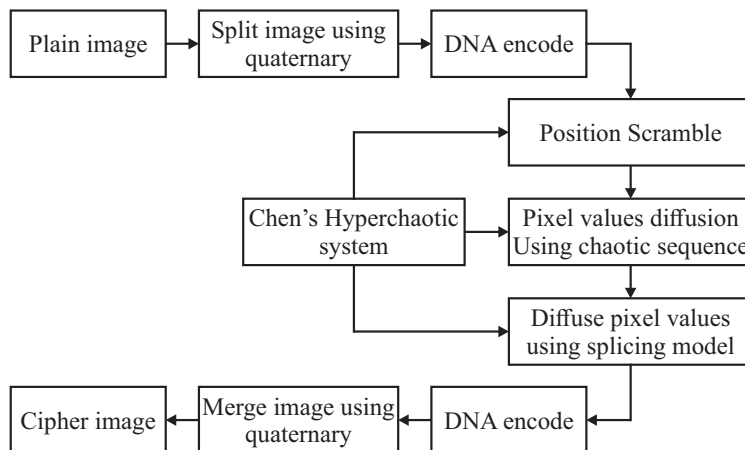 Plain image
Split image using
quaternary
DNA encode
Position Scramble
Chen's Hyperchaotic
system
Pixel values diffusion
Using chaotic sequence
Diffuse pixel values
using splicing model
Cipher image
Merge image using
quaternary
DNA encode